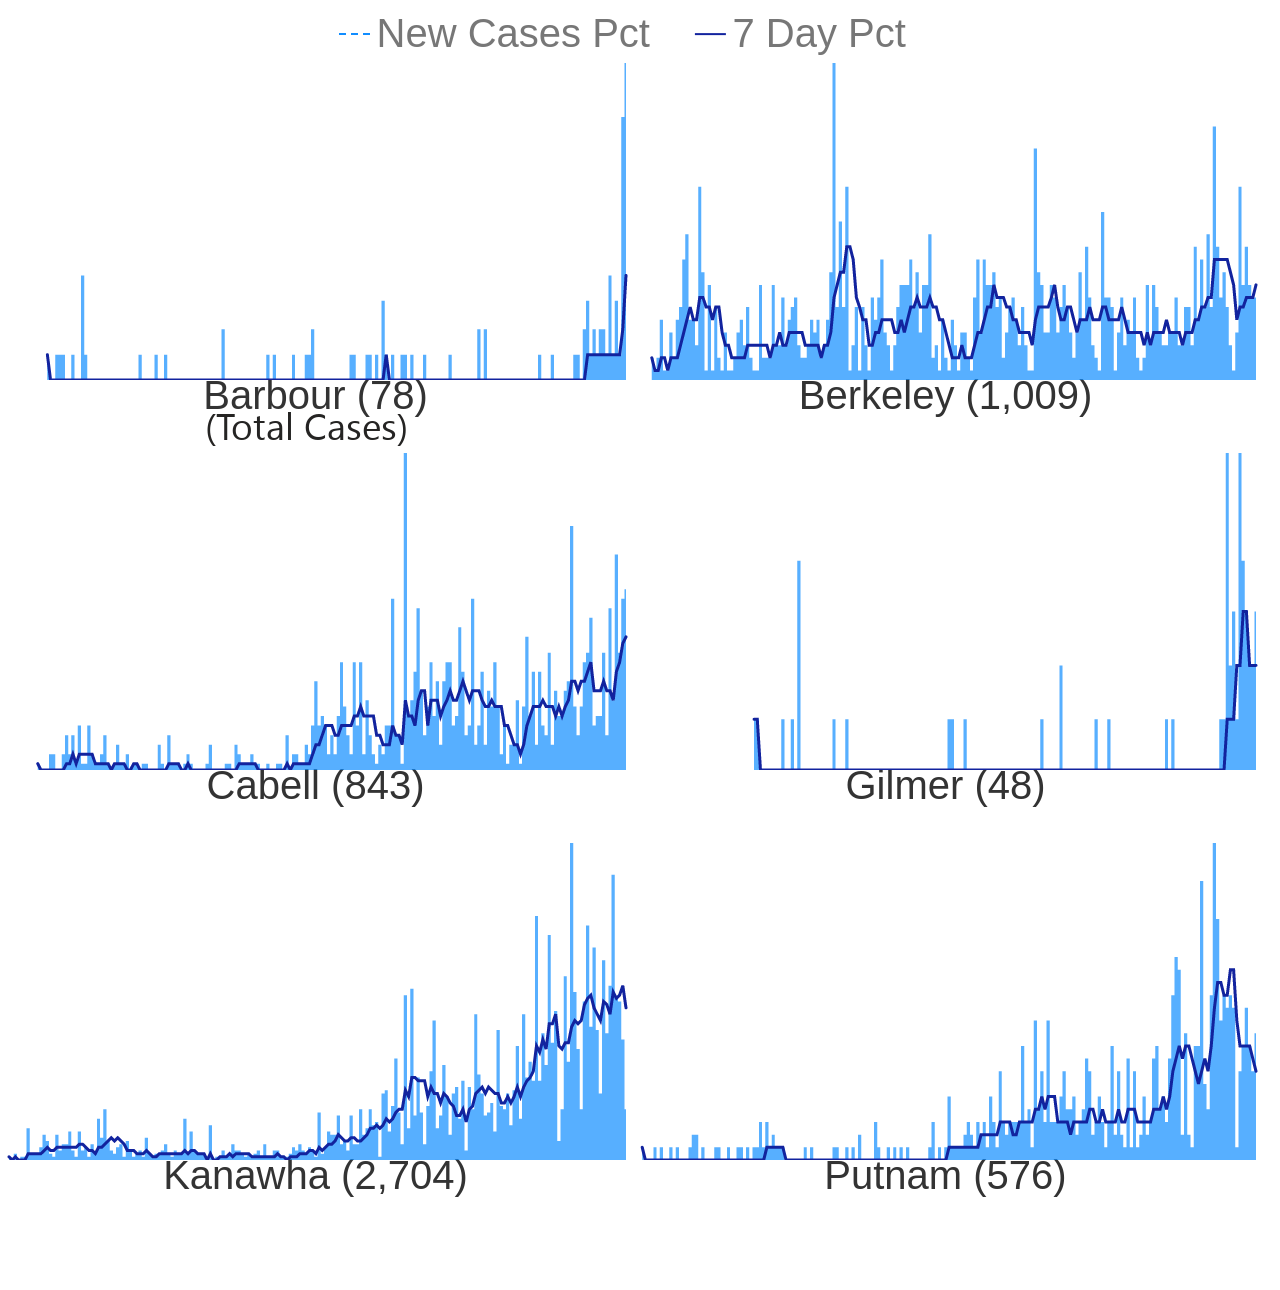 New Cases Pct 7 Day Pct
Barbour (78)
(Total Cases)
Berkeley (1,009)
Cabell (843)
Gilmer (48)
Kanawha (2,704)
Putnam (576)